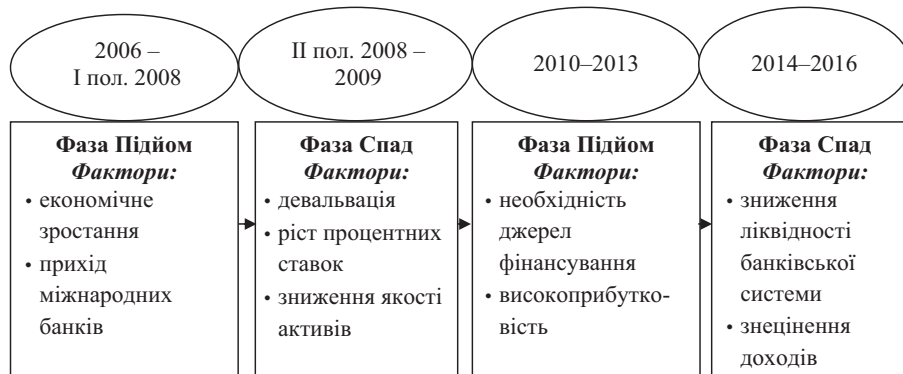 2006 –
І пол. 2008
ІІ пол. 2008 –
2009
2010–2013
2014–2016
Фаза Підйом
Фактори:
• економічне
зростання
• прихід
міжнародних
банків
Фаза Спад
Фактори:
• девальвація
• ріст процентних
ставок
• зниження якості
активів
Фаза Підйом
Фактори:
• необхідність
джерел
фінансування
• високоприбутко-
вість
Фаза Спад
Фактори:
• зниження
ліквідності
банківської
системи
• знецінення
доходів